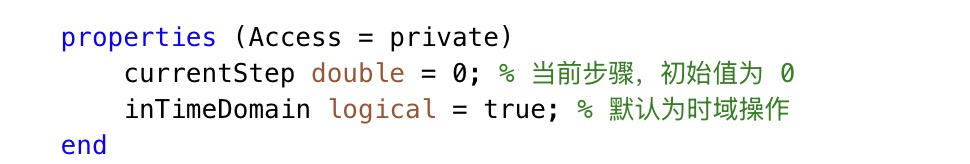 properties (Access = private)
currentStep double = 0; % 当前步骤，初始值为 0
inTimeDomain logical = true; % 默认为时域操作
end